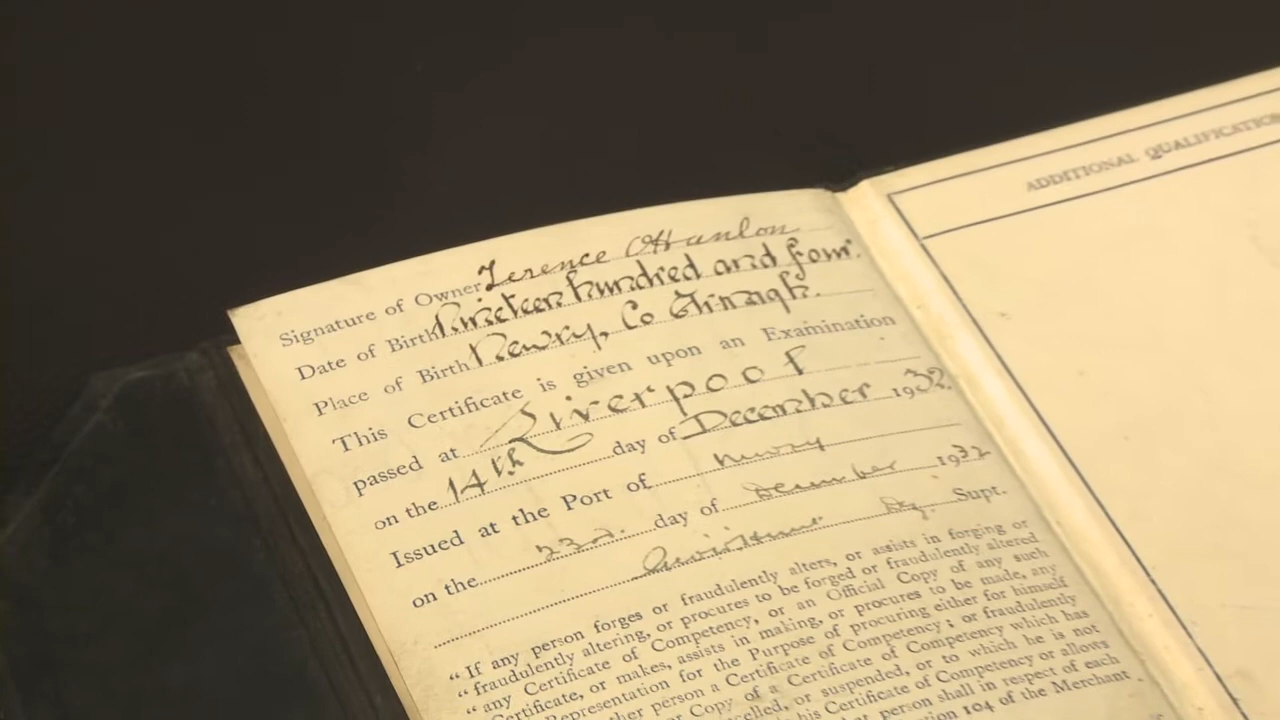 Signature of Owner Terence O'Hanlon
Date of Birth Nineteen hundred and four.
Place of Birth Newry, Co
This Certificate is given upon an Examination
passed at Liverpool
on the 14th day of December 1932.
Issued at the Port of Newry
on the 23rd. day of December 1932
Dy. Supt.
"If any person forges or fraudulently alters, or assists in forging or
"fraudulently altering, or procures to be forged or fraudulently altered
"any Certificate of Competency, or an Official Copy of any such
Certificate, or makes, assists in making, or procures to be made, any
Representation for the Purpose of procuring either for himself
other person a Certificate of Competency; or fraudulently
or Copy of a Certificate of Competency which has
cancelled, or suspended, or to which he is not
his Certificate of Competency or allows
person shall in respect of each
104 of the Merchant
ADDITIONAL QUALIFICATION